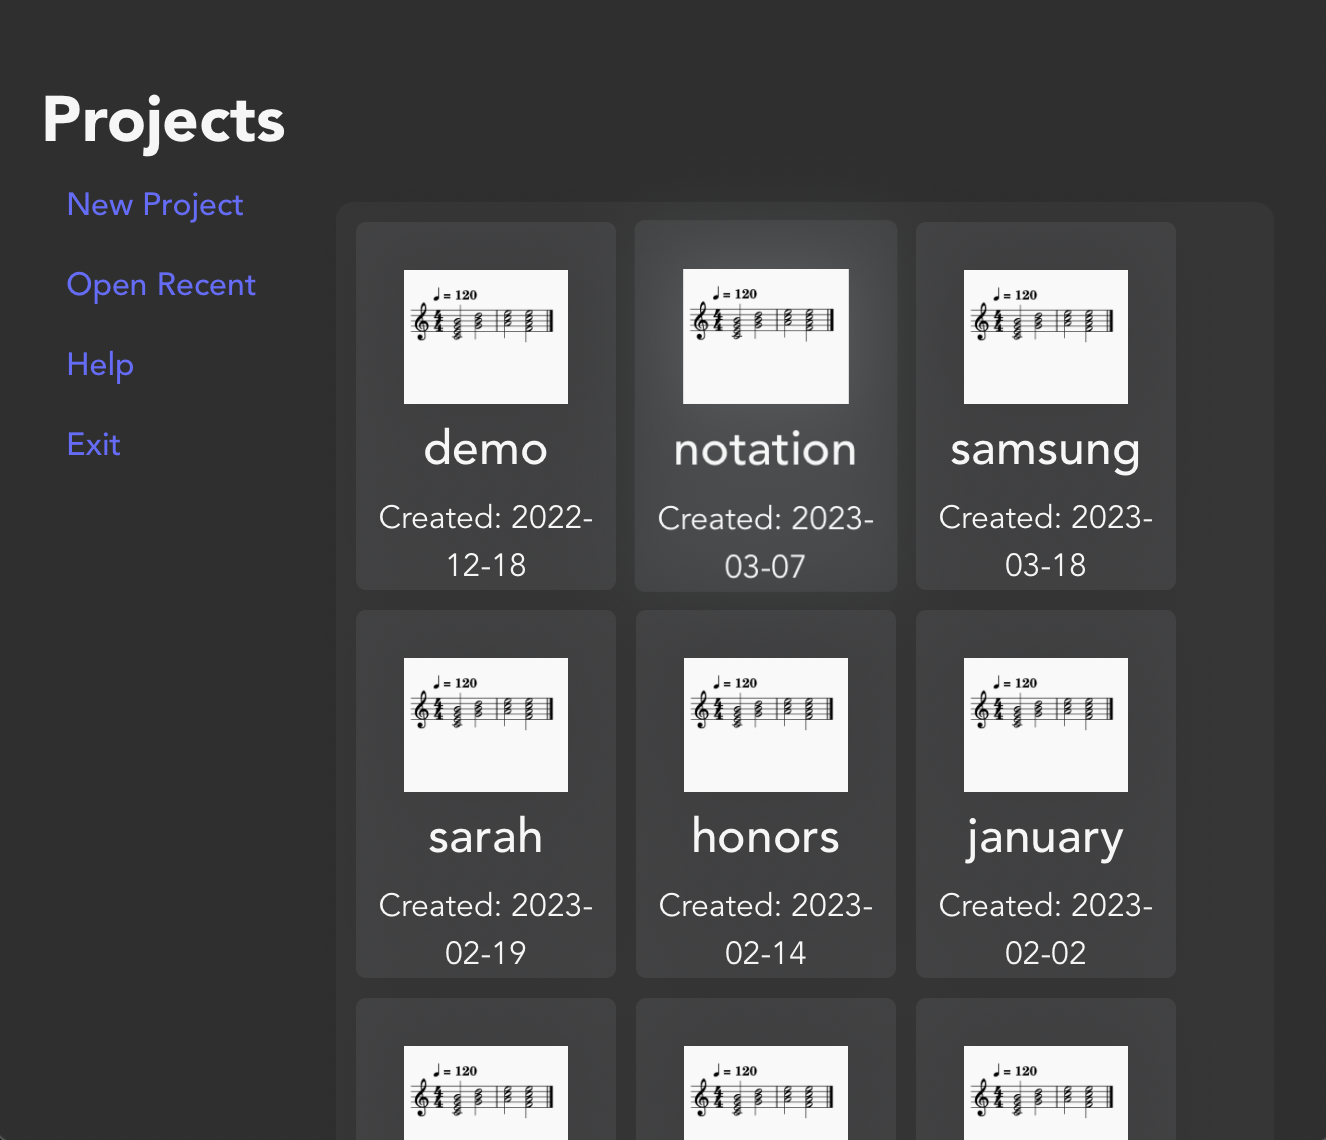 Projects
New Project
Open Recent
Help
Exit
♩ = 120
demo
Created: 2022-
12-18
♩ = 120
notation
Created: 2023-
03-07
♩ = 120
samsung
Created: 2023-
03-18
♩ = 120
sarah
Created: 2023-
02-19
♩ = 120
honors
Created: 2023-
02-14
♩ = 120
january
Created: 2023-
02-02
♩ = 120
♩ = 120
♩ = 120